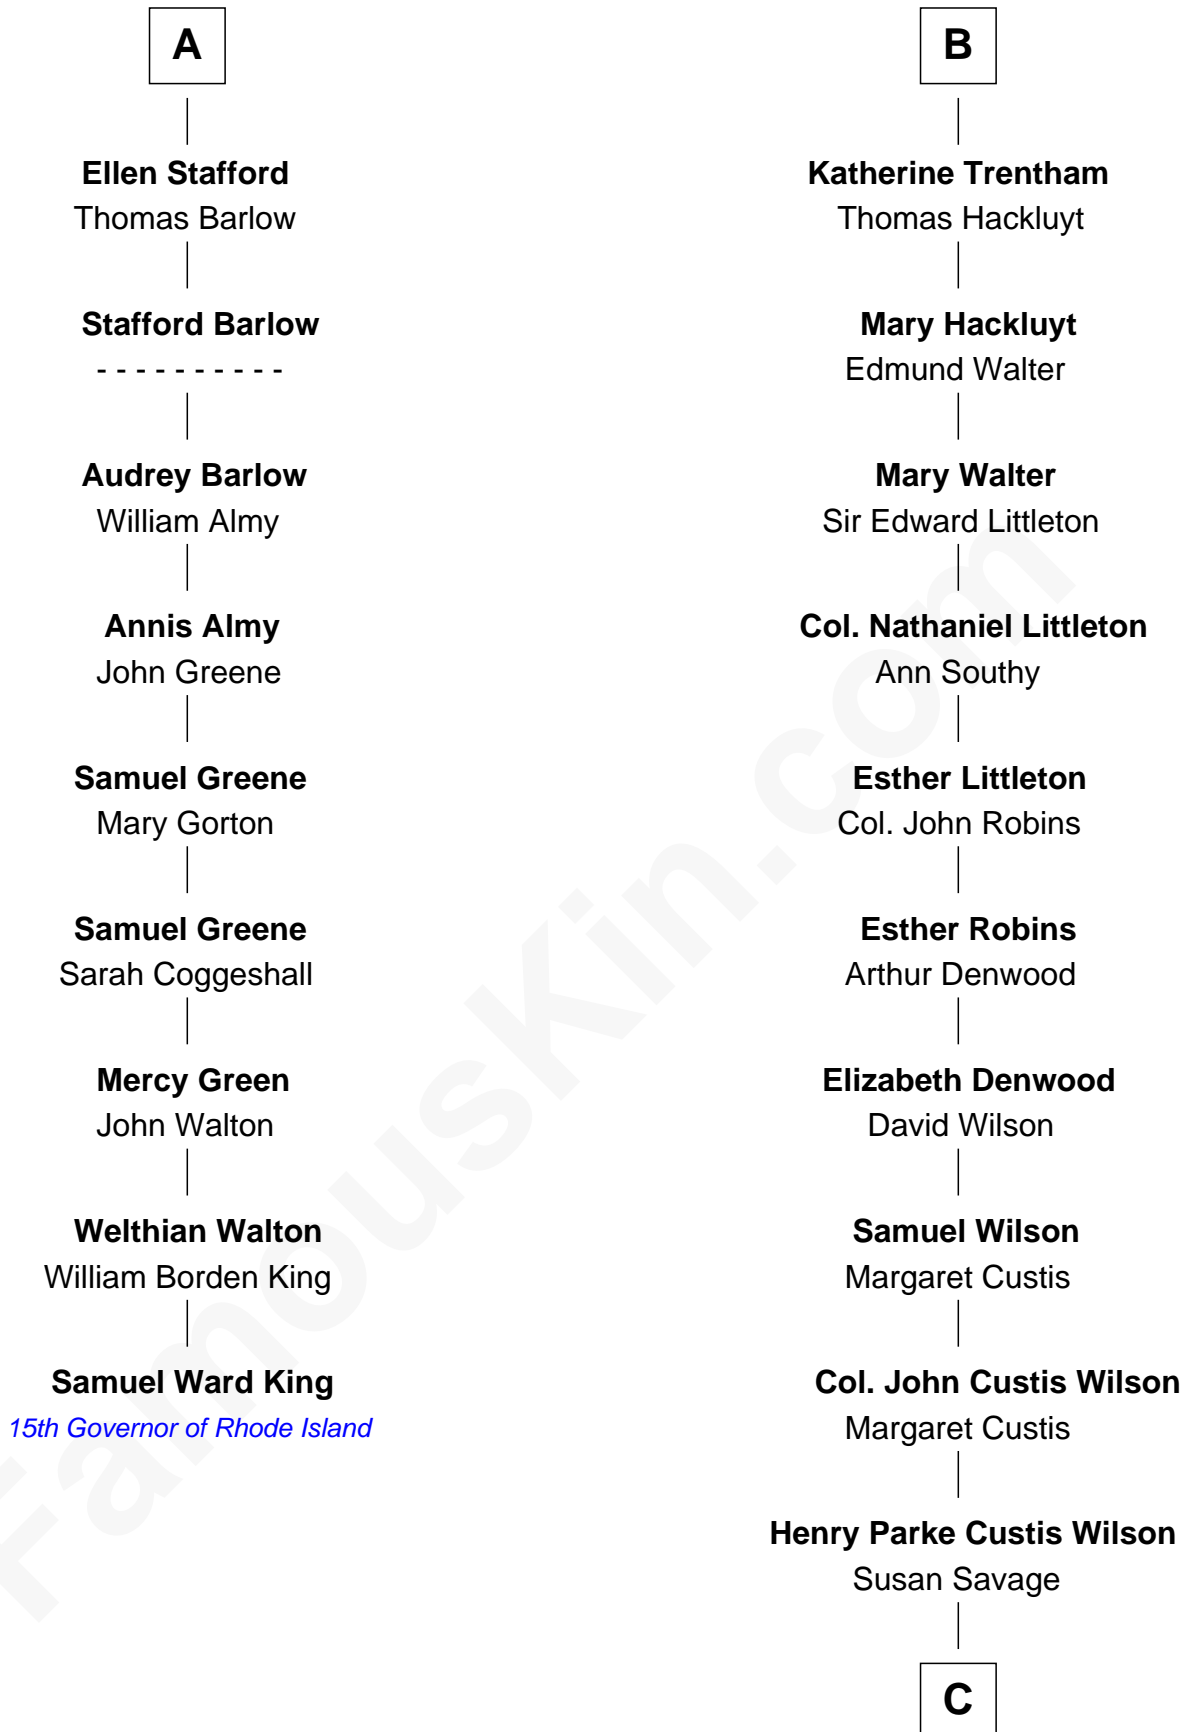 A
Ellen Stafford
Thomas Barlow
Stafford Barlow
- - - - - - - - - -
Audrey Barlow
William Almy
Annis Almy
John Greene
Samuel Greene
Mary Gorton
Samuel Greene
Sarah Coggeshall
Mercy Green
John Walton
Welthian Walton
William Borden King
Samuel Ward King
15th Governor of Rhode Island
B
Katherine Trentham
Thomas Hackluyt
Mary Hackluyt
Edmund Walter
Mary Walter
Sir Edward Littleton
Col. Nathaniel Littleton
Ann Southy
Esther Littleton
Col. John Robins
Esther Robins
Arthur Denwood
Elizabeth Denwood
David Wilson
Samuel Wilson
Margaret Custis
Col. John Custis Wilson
Margaret Custis
Henry Parke Custis Wilson
Susan Savage
C
FamousKin.com